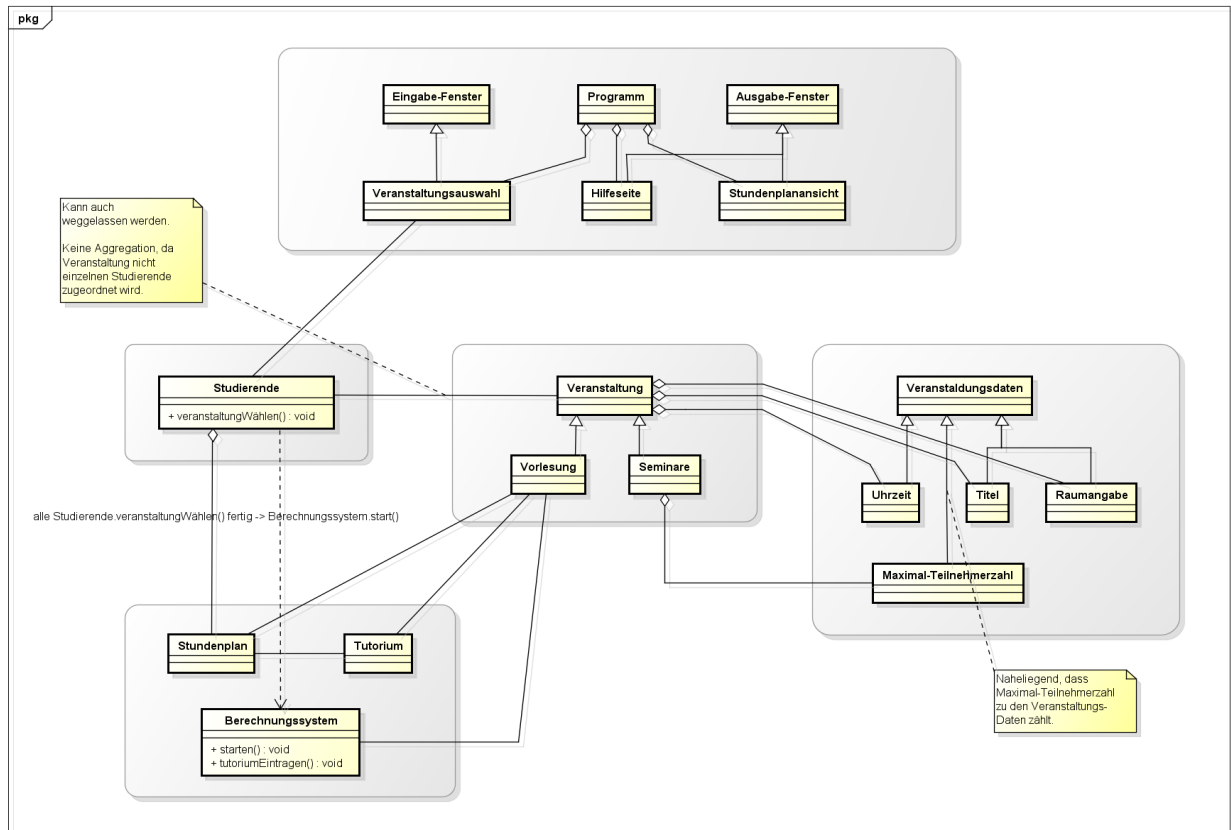 pkg
Eingabe-Fenster
Programm
Ausgabe-Fenster
Veranstaltungsauswahl
Hilfeseite
Stundenplanansicht
Kann auch
weggelassen werden.
Keine Aggregation, da
Veranstaltung nicht
einzelnen Studierende
zugeordnet wird.
Studierende
+ veranstaltungWählen() : void
Veranstaltung
Veranstaldungsdaten
Vorlesung
Seminare
Uhrzeit
Titel
Raumangabe
alle Studierende.veranstaltungWählen() fertig -> Berechnungssystem.start()
Maximal-Teilnehmerzahl
Stundenplan
Tutorium
Naheliegend, dass
Maximal-Teilnehmerzahl
zu den Veranstaltungs-
Daten zählt.
Berechnungssystem
+ starten() : void
+ tutoriumEintragen() : void